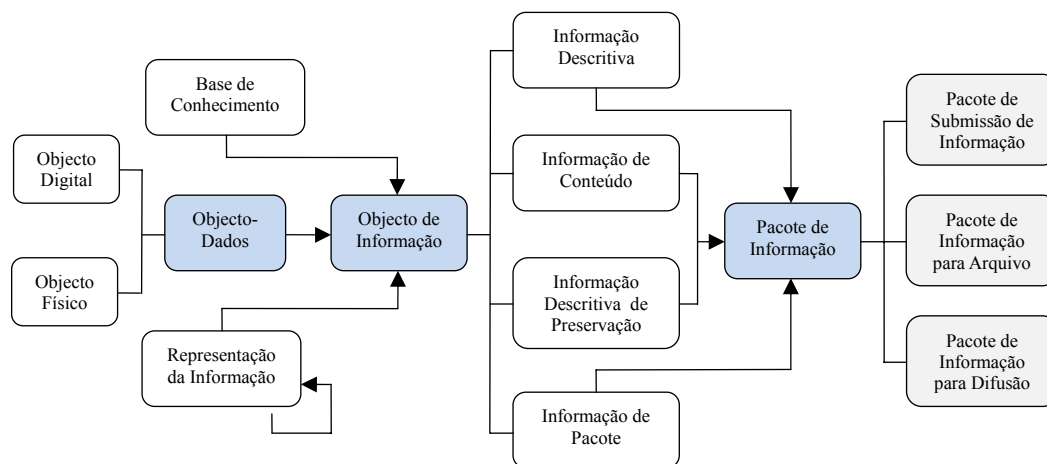 Informação
Descritiva
Base de
Conhecimento
Pacote de
Submissão de
Informação
Objecto
Digital
Informação de
Conteúdo
Objecto-
Dados
Objecto de
Informação
Pacote de
Informação
Pacote de
Informação
para Arquivo
Objecto
Físico
Informação
Descritiva de
Preservação
Representação
da Informação
Pacote de
Informação
para Difusão
Informação de
Pacote